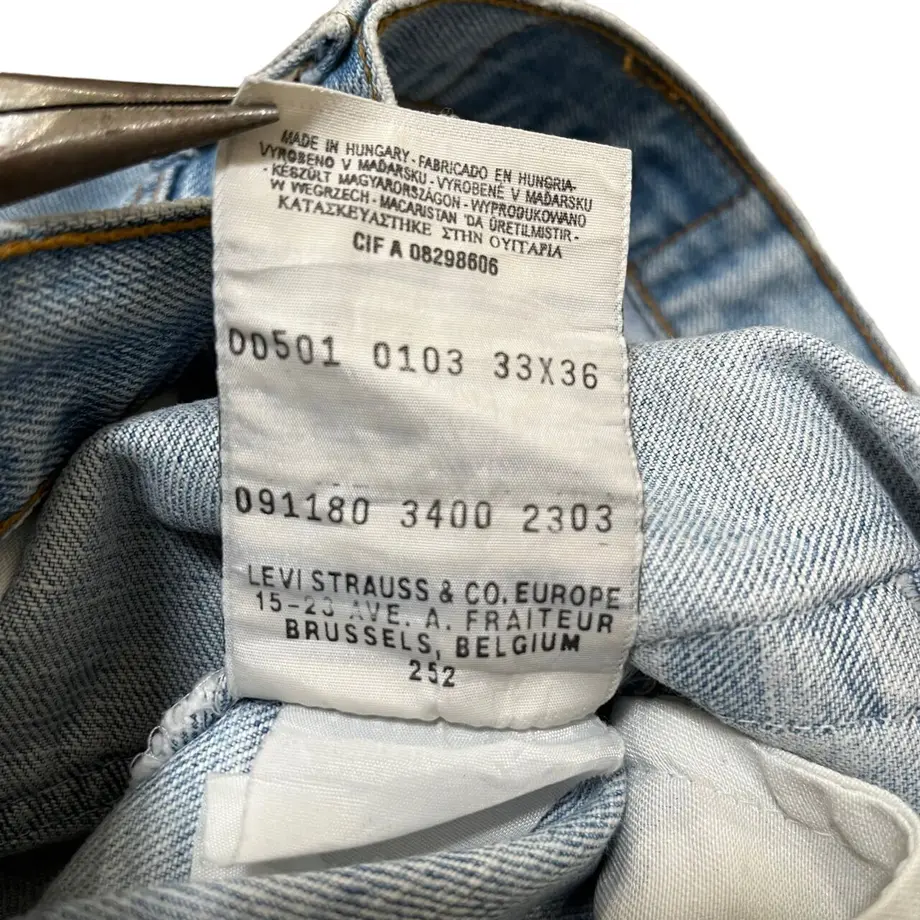 MADE IN HUNGARY - FABRICADO EN HUNGRIA -
VYROBENO V MAĎARSKU - VYROBENÉ V MAĎARSKU
- KÉSZÜLT MAGYARORSZÁGON - WYPRODUKOWANO
W WEGRZECH - MACARISTAN 'DA ÜRETILMISTIR -
ΚΑΤΑΣΚΕΥΑΣΤΗΚΕ ΣΤΗΝ ΟΥΓΓΑΡΙΑ
CIF A 08298606
00501 0103 33X36
091180 3400 2303
LEVI STRAUSS & CO. EUROPE
15-23 AVE. A. FRAITEUR
BRUSSELS, BELGIUM
252